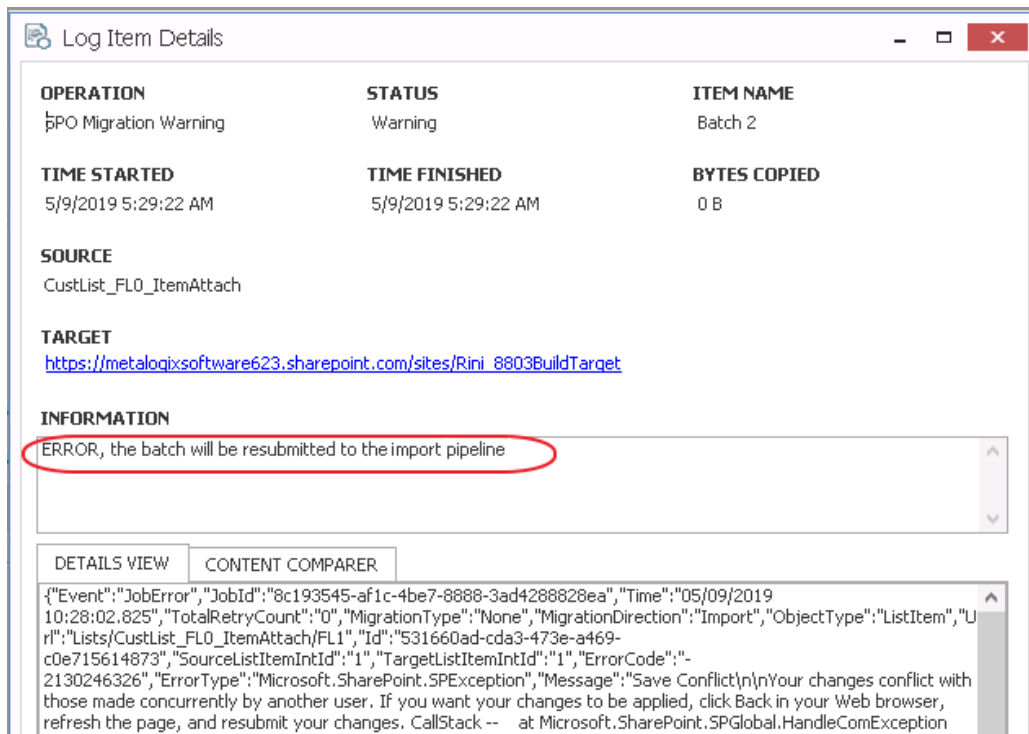 Log Item Details
OPERATION STATUS ITEM NAME
SPO Migration Warning Warning Batch 2
TIME STARTED TIME FINISHED BYTES COPIED
5/9/2019 5:29:22 AM 5/9/2019 5:29:22 AM 0 B
SOURCE
CustList_FL0_ItemAttach
TARGET
https://metalogixsoftware623.sharepoint.com/sites/Rini_8803BuildTarget
INFORMATION
ERROR, the batch will be resubmitted to the import pipeline
DETAILS VIEW CONTENT COMPARER
{"Event":"JobError","JobId":"8c193545-af1c-4be7-8888-3ad4288828ea","Time":"05/09/2019
10:28:02.825","TotalRetryCount":"0","MigrationType":"None","MigrationDirection":"Import","ObjectType":"ListItem","U
rl":"Lists/CustList_FL0_ItemAttach/FL1","Id":"531660ad-cda3-473e-a469-
c0e715614873","SourceListItemIntId":"1","TargetListItemIntId":"1","ErrorCode":"-
2130246326","ErrorType":"Microsoft.SharePoint.SPException","Message":"Save Conflict\n\nYour changes conflict with
those made concurrently by another user. If you want your changes to be applied, click Back in your Web browser,
refresh the page, and resubmit your changes. CallStack -- at Microsoft.SharePoint.SPGlobal.HandleComException